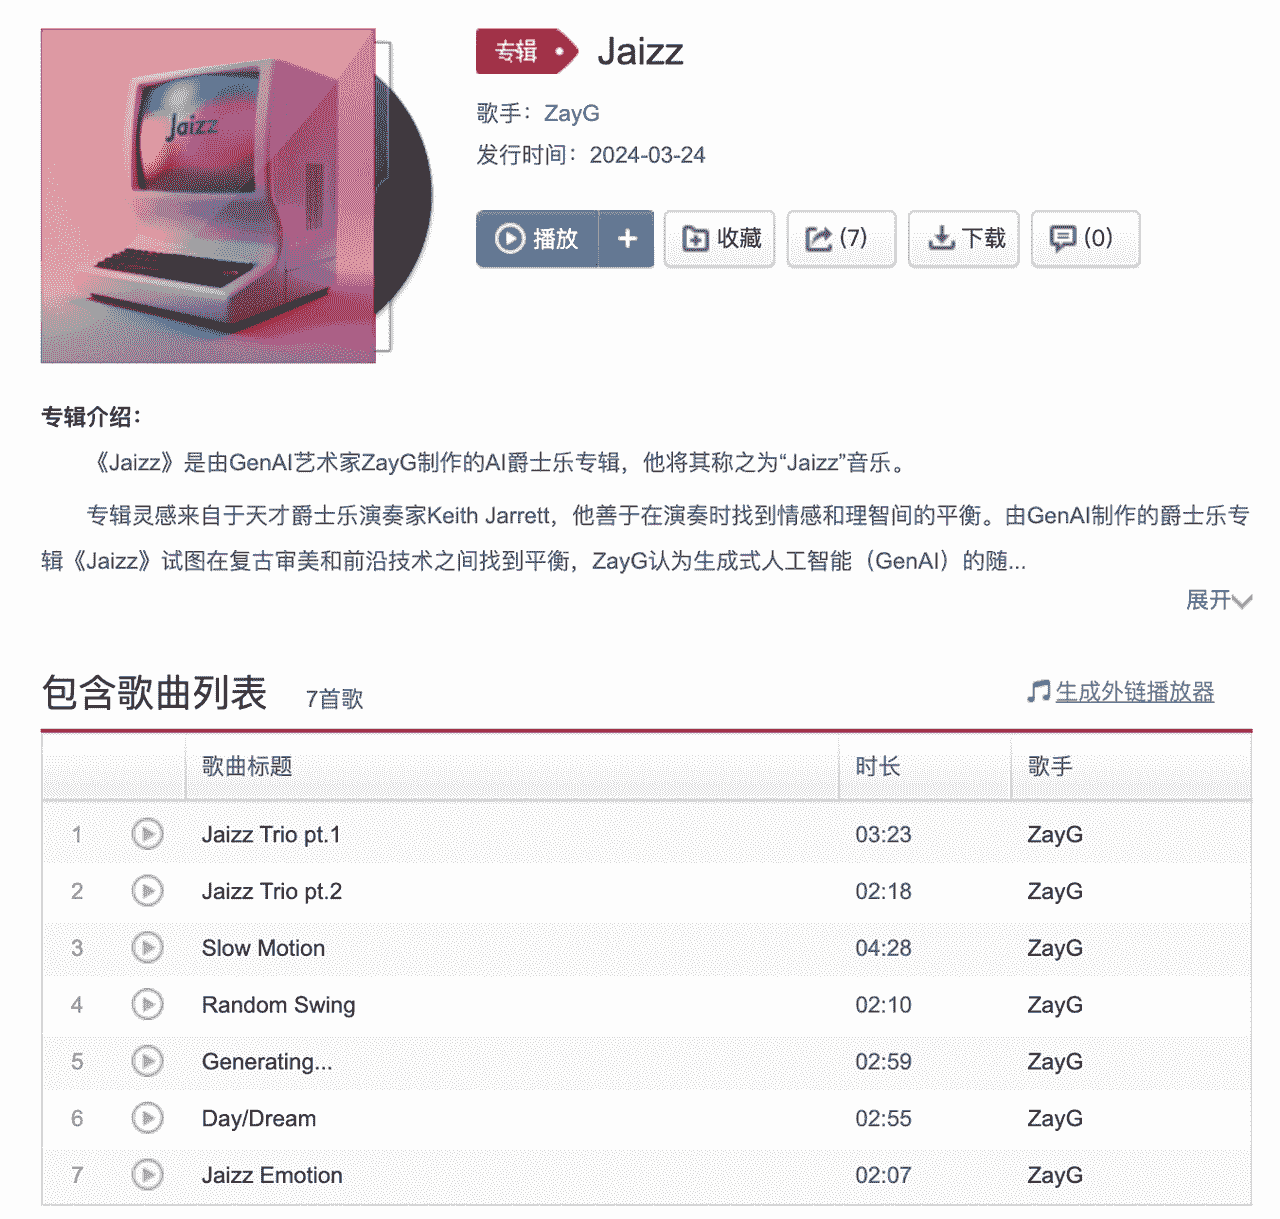 Jaizz
专辑
Jaizz
歌手：ZayG
发行时间：2024-03-24
播放
+
收藏
(7)
下载
(0)
专辑介绍：
《Jaizz》是由GenAI艺术家ZayG制作的AI爵士乐专辑，他将其称之为“Jaizz”音乐。
专辑灵感来自于天才爵士乐演奏家Keith Jarrett，他善于在演奏时找到情感和理智间的平衡。由GenAI制作的爵士乐专
辑《Jaizz》试图在复古审美和前沿技术之间找到平衡，ZayG认为生成式人工智能（GenAI）的随...
展开
包含歌曲列表 7首歌 生成外链播放器
歌曲标题 时长 歌手
1 Jaizz Trio pt.1 03:23 ZayG
2 Jaizz Trio pt.2 02:18 ZayG
3 Slow Motion 04:28 ZayG
4 Random Swing 02:10 ZayG
5 Generating... 02:59 ZayG
6 Day/Dream 02:55 ZayG
7 Jaizz Emotion 02:07 ZayG